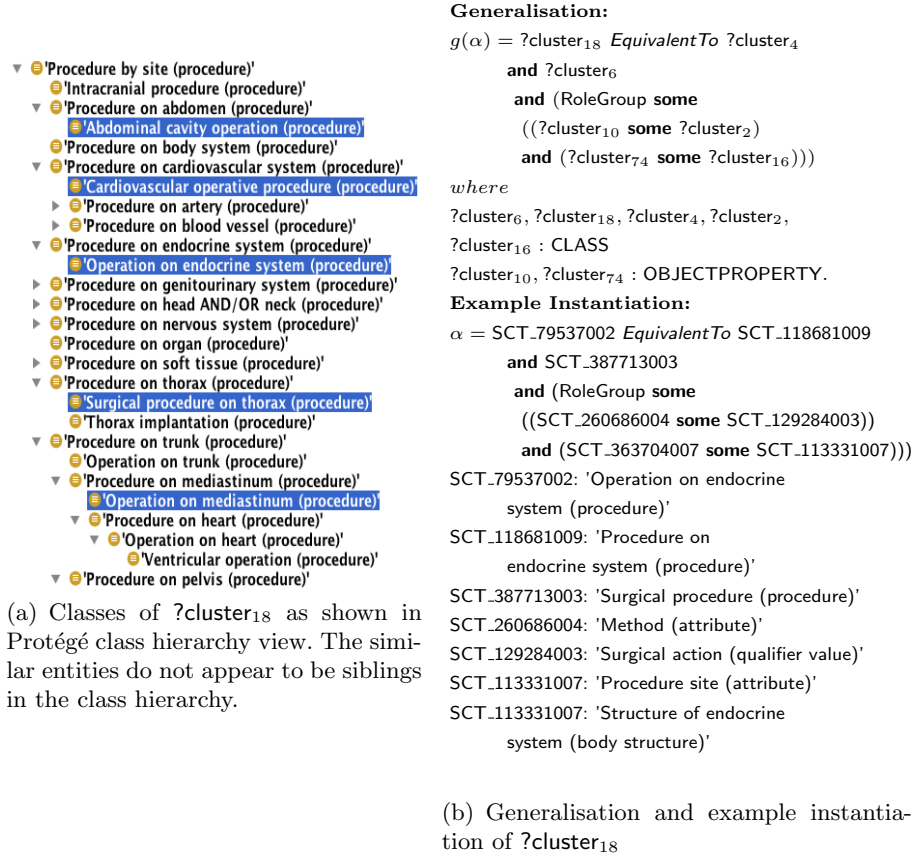 'Procedure by site (procedure)'
'Intracranial procedure (procedure)'
'Procedure on abdomen (procedure)'
'Abdominal cavity operation (procedure)'
'Procedure on body system (procedure)'
'Procedure on cardiovascular system (procedure)'
'Cardiovascular operative procedure (procedure)'
'Procedure on artery (procedure)'
'Procedure on blood vessel (procedure)'
'Procedure on endocrine system (procedure)'
'Operation on endocrine system (procedure)'
'Procedure on genitourinary system (procedure)'
'Procedure on head AND/OR neck (procedure)'
'Procedure on nervous system (procedure)'
'Procedure on organ (procedure)'
'Procedure on soft tissue (procedure)'
'Procedure on thorax (procedure)'
'Surgical procedure on thorax (procedure)'
'Thorax implantation (procedure)'
'Procedure on trunk (procedure)'
'Operation on trunk (procedure)'
'Procedure on mediastinum (procedure)'
'Operation on mediastinum (procedure)'
'Procedure on heart (procedure)'
'Operation on heart (procedure)'
'Ventricular operation (procedure)'
'Procedure on pelvis (procedure)'
(a) Classes of ?cluster₁₈ as shown in
Protégé class hierarchy view. The simi-
lar entities do not appear to be siblings
in the class hierarchy.
Generalisation:
g(α) = ?cluster₁₈ EquivalentTo ?cluster₄
and ?cluster₆
and (RoleGroup some
((?cluster₁₀ some ?cluster₂)
and (?cluster₇₄ some ?cluster₁₆)))
where
?cluster₆, ?cluster₁₈, ?cluster₄, ?cluster₂,
?cluster₁₆ : CLASS
?cluster₁₀, ?cluster₇₄ : OBJECTPROPERTY.
Example Instantiation:
α = SCT_79537002 EquivalentTo SCT_118681009
and SCT_387713003
and (RoleGroup some
((SCT_260686004 some SCT_129284003))
and (SCT_363704007 some SCT_113331007)))
SCT_79537002: 'Operation on endocrine
system (procedure)'
SCT_118681009: 'Procedure on
endocrine system (procedure)'
SCT_387713003: 'Surgical procedure (procedure)'
SCT_260686004: 'Method (attribute)'
SCT_129284003: 'Surgical action (qualifier value)'
SCT_113331007: 'Procedure site (attribute)'
SCT_113331007: 'Structure of endocrine
system (body structure)'
(b) Generalisation and example instantia-
tion of ?cluster₁₈